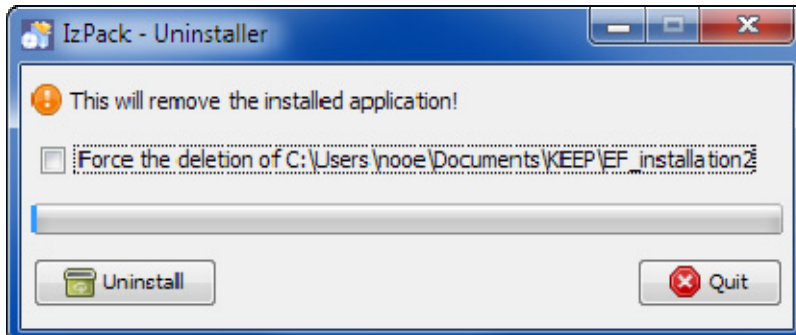 IzPack - Uninstaller
This will remove the installed application!
Force the deletion of C:\Users\nooe\Documents\KEEP\EF_installation2
Uninstall
Quit